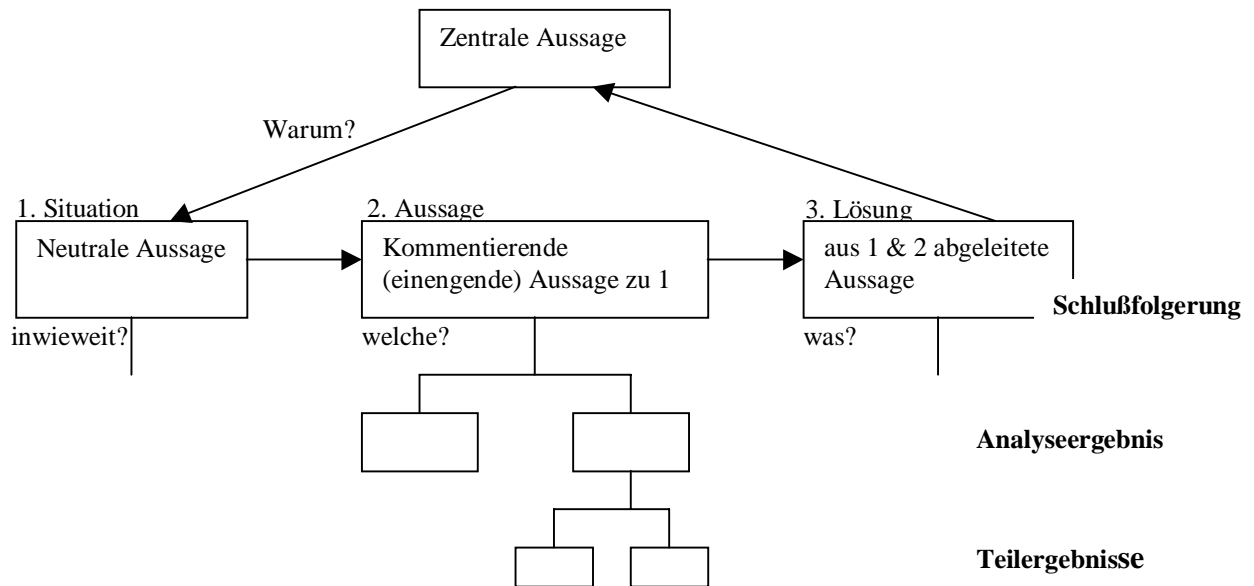 Zentrale Aussage
Warum?
1. Situation
2. Aussage
3. Lösung
Neutrale Aussage
Kommentierende
(einengende) Aussage zu 1
aus 1 & 2 abgeleitete
Aussage
Schlußfolgerung
inwieweit?
welche?
was?
Analyseergebnis
Teilergebnisse